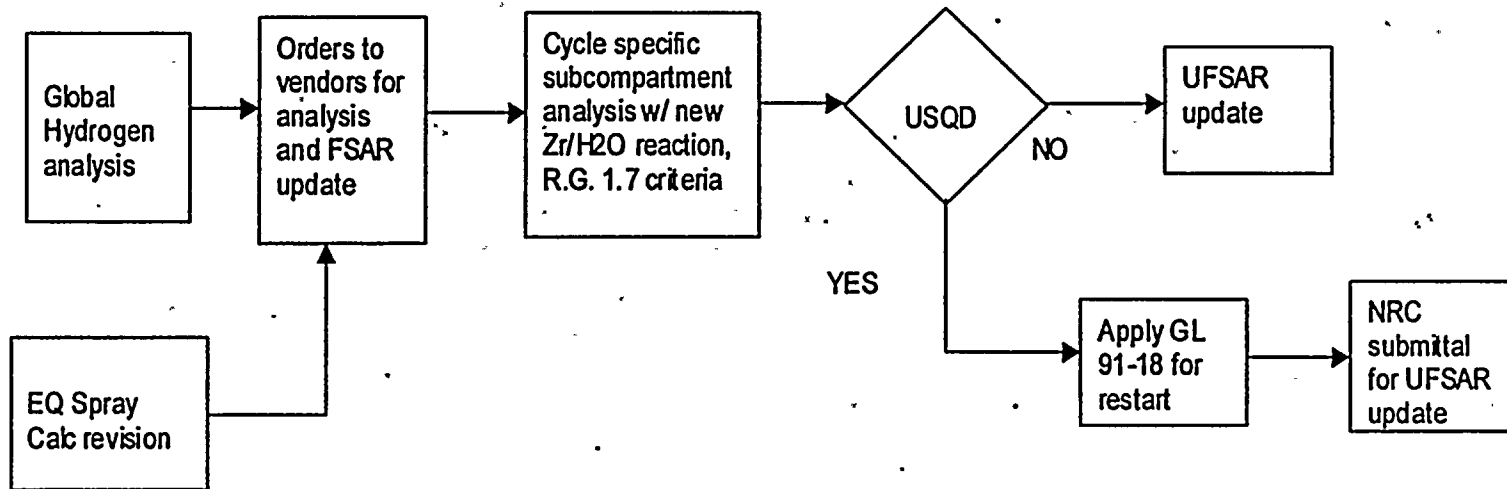 Global
Hydrogen
analysis
Orders to
vendors for
analysis
and FSAR
update
Cycle specific
subcompartment
analysis w/ new
Zr/H2O reaction,
R.G. 1.7 criteria
USQD
NO
UFSAR
update
YES
EQ Spray
Calc revision
Apply GL
91-18 for
restart
NRC
submittal
for UFSAR
update